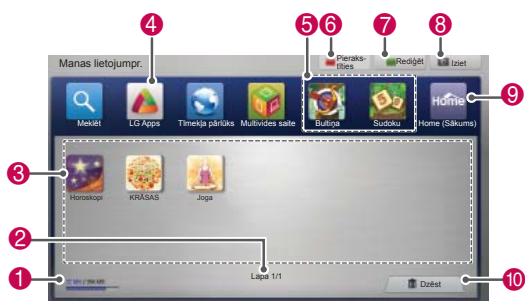 5 6 7 8
4
Manas lietojumpr.
Pieraks-
tīties
Rediģēt
Iziet
Meklēt
LG Apps
Tīmekļa pārlūks
Multivides saite
Bultiņa
Sudoku
Home
Home (Sākums)
9
3
Horoskopi
KRĀSAS
Joga
2
Lapa 1/1
1
Dzēst
10